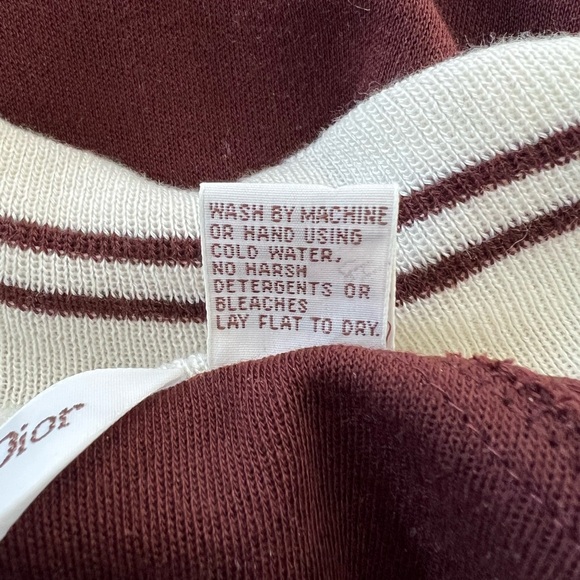 WASH BY MACHINE
OR HAND USING
COLD WATER,
NO HARSH
DETERGENTS OR
BLEACHES
LAY FLAT TO DRY.
Dior